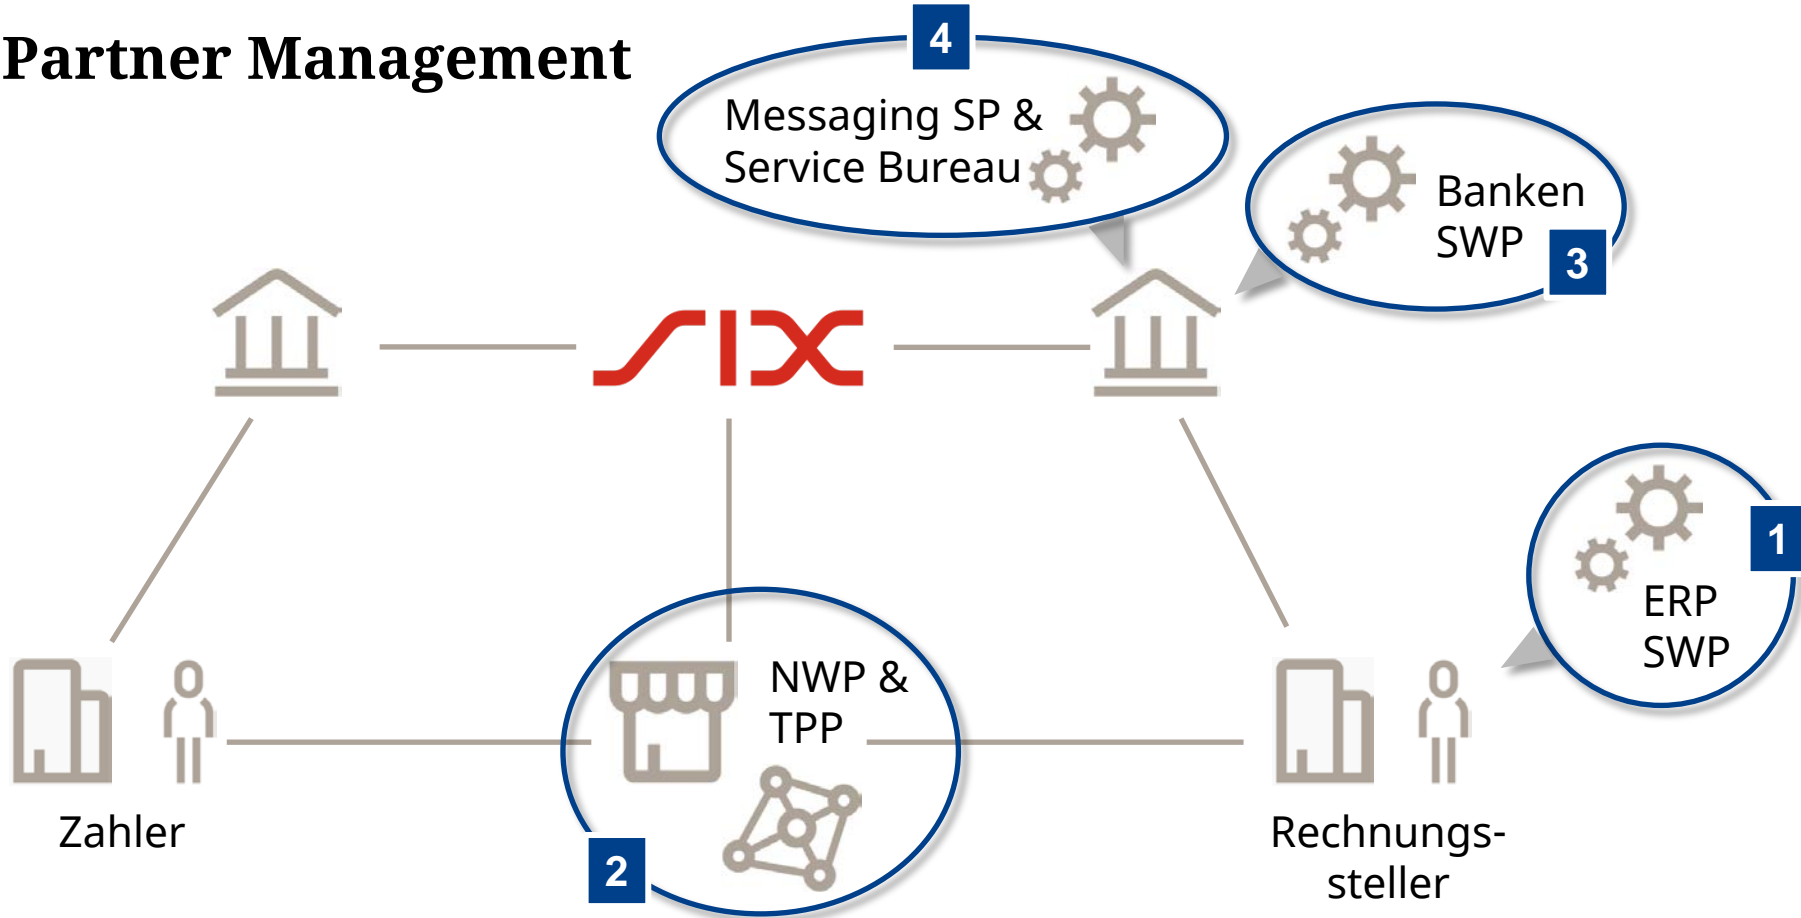 Partner Management
4
Messaging SP &
Service Bureau
Banken
SWP
3
SIX
1
ERP
SWP
NWP &
TPP
2
Zahler
Rechnungs-
steller